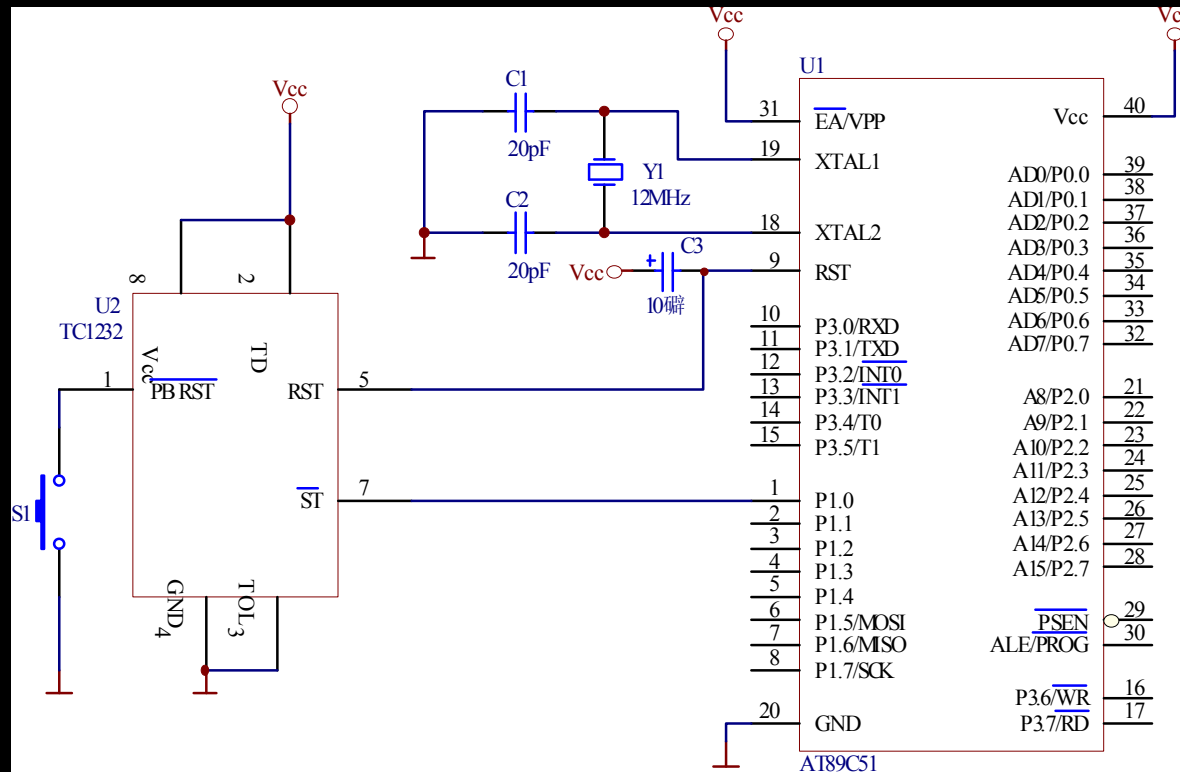 Vcc
Vcc
Vcc
C1
20pF
Y1
12MHz
C2
20pF
C3
Vcc
10礔
U2
TC1232
8
2
Vcc
TD
1
PB RST
RST
5
ST
7
S1
GND
4
TOL
3
U1
31
EA/VPP
19
XTAL1
18
XTAL2
9
RST
10
P3.0/RXD
11
P3.1/TXD
12
P3.2/INT0
13
P3.3/INT1
14
P3.4/T0
15
P3.5/T1
1
P1.0
2
P1.1
3
P1.2
4
P1.3
5
P1.4
6
P1.5/MOSI
7
P1.6/MISO
8
P1.7/SCK
20
GND
Vcc
40
AD0/P0.0
39
AD1/P0.1
38
AD2/P0.2
37
AD3/P0.3
36
AD4/P0.4
35
AD5/P0.5
34
AD6/P0.6
33
AD7/P0.7
32
A8/P2.0
21
A9/P2.1
22
A10/P2.2
23
A11/P2.3
24
A12/P2.4
25
A13/P2.5
26
A14/P2.6
27
A15/P2.7
28
PSEN
29
ALE/PROG
30
P3.6/WR
16
P3.7/RD
17
AT89C51